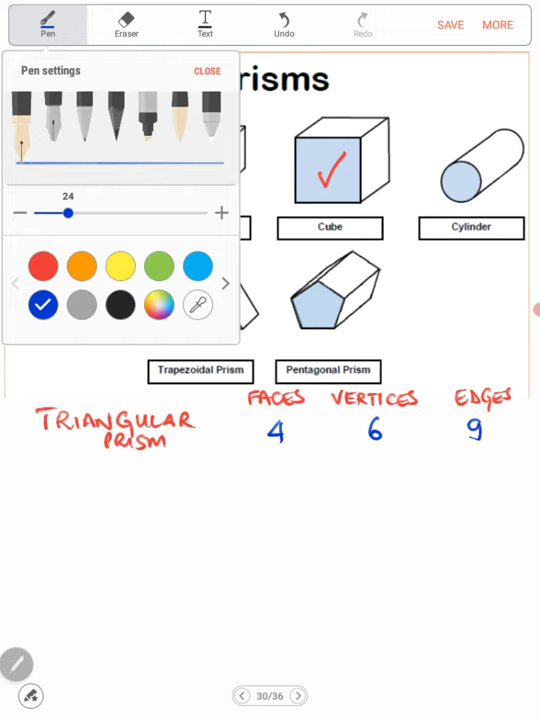 Pen Eraser Text Undo Redo SAVE MORE
Pen settings CLOSE
risms
24
Cube Cylinder
Trapezoidal Prism Pentagonal Prism
FACES VERTICES EDGES
TRIANGULAR PRISM 4 6 9
30/36